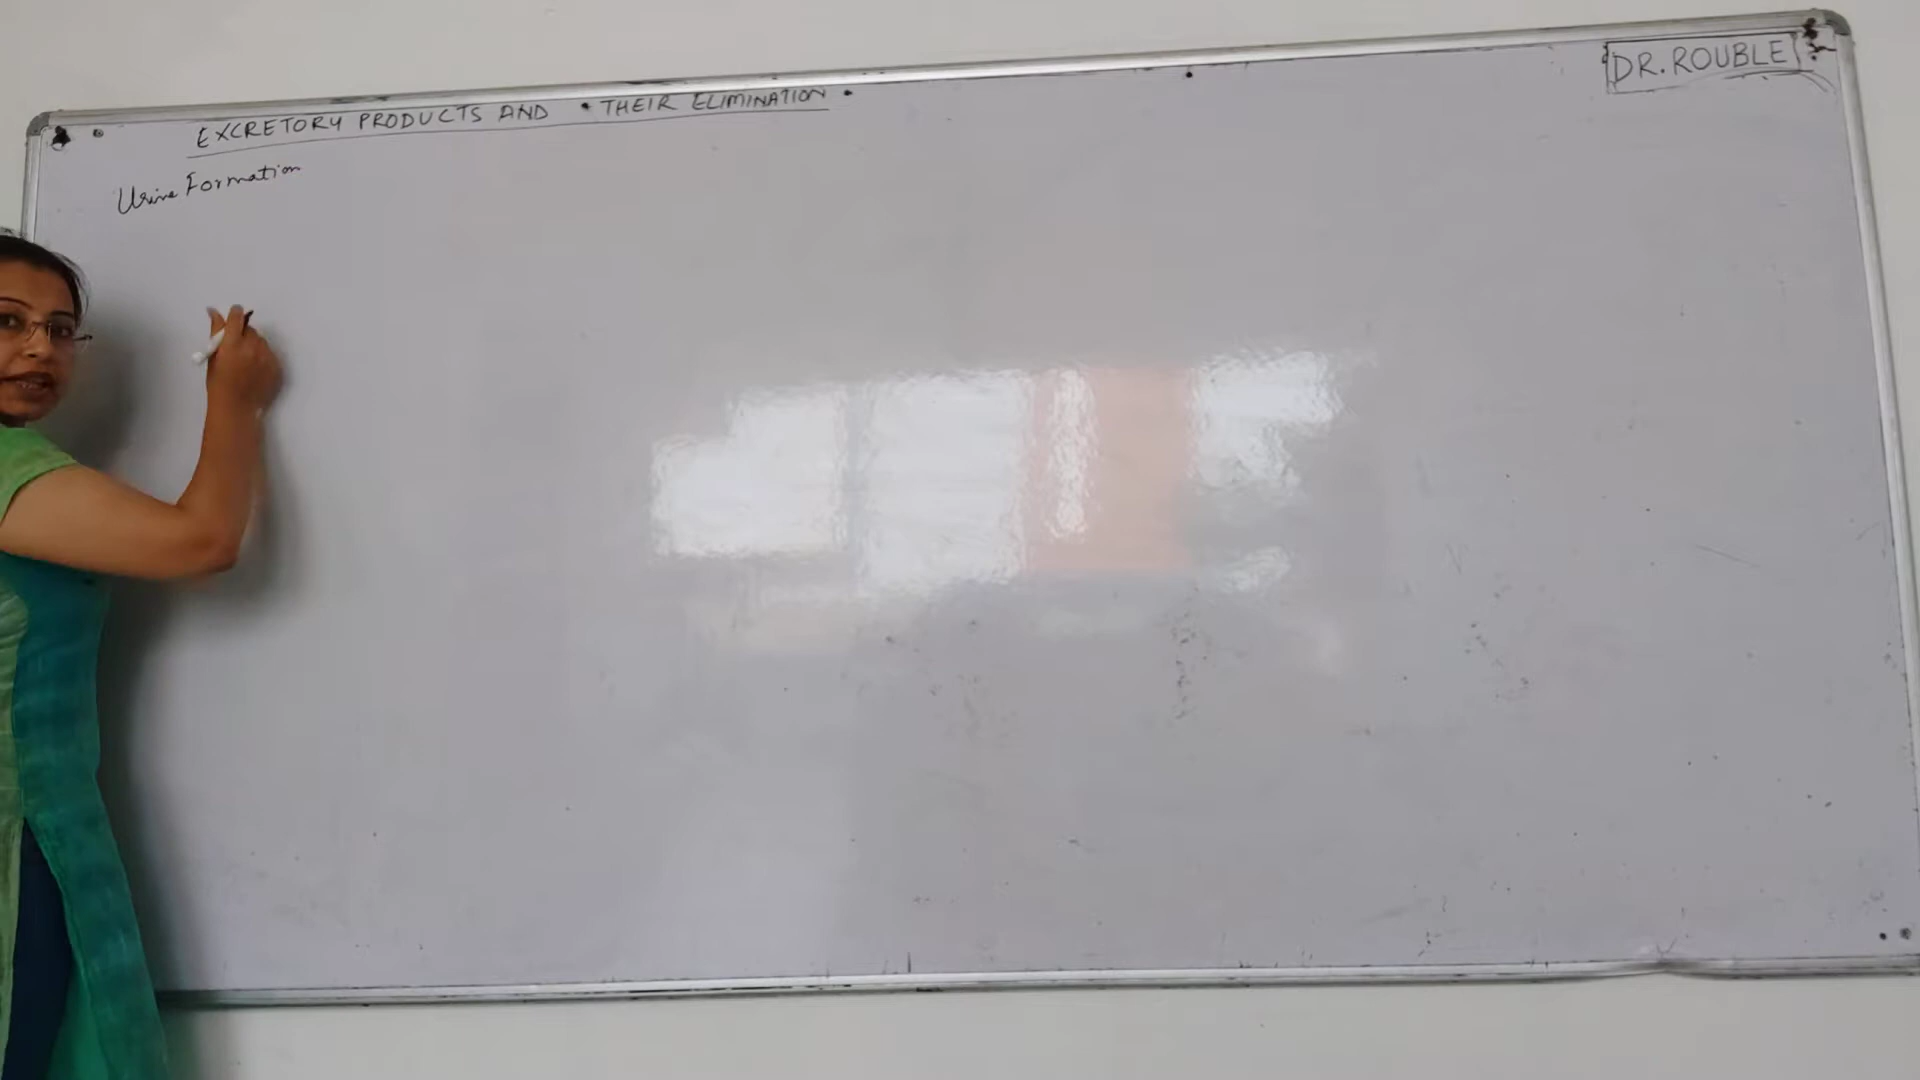 DR. ROUBLE
EXCRETORY PRODUCTS AND • THEIR ELIMINATION •
Urine Formation